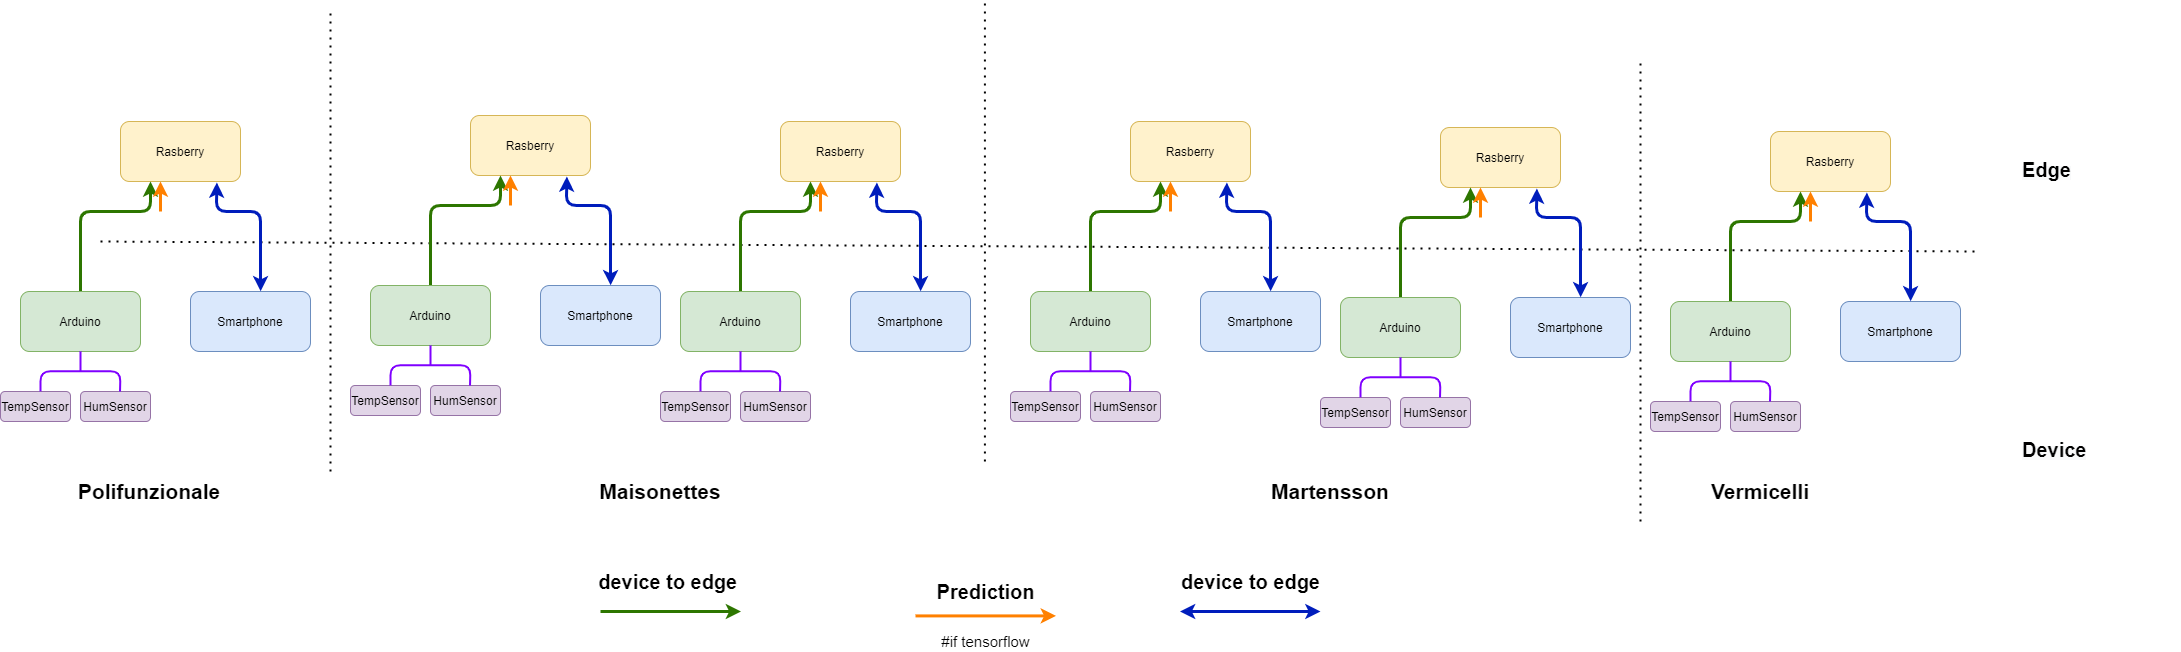 Rasberry
Rasberry
Rasberry
Rasberry
Rasberry
Rasberry
Edge
Arduino
Smartphone
Arduino
Smartphone
Arduino
Smartphone
Arduino
Smartphone
Arduino
Smartphone
Arduino
Smartphone
TempSensor
HumSensor
TempSensor
HumSensor
TempSensor
HumSensor
TempSensor
HumSensor
TempSensor
HumSensor
TempSensor
HumSensor
Device
Polifunzionale
Maisonettes
Martensson
Vermicelli
device to edge
Prediction
#if tensorflow
device to edge